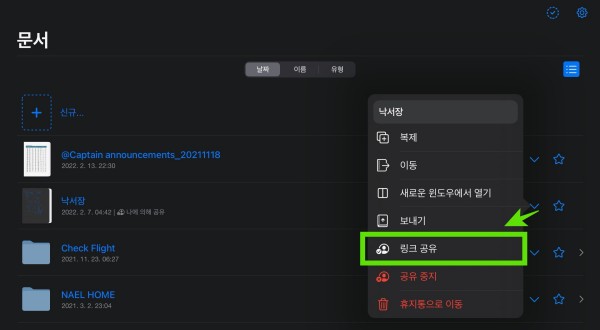 문서
날짜
이름
유형
신규...
@Captain announcements_20211118
2022. 2. 13. 22:30
낙서장
2022. 2. 7. 04:42 | 나에 의해 공유
Check Flight
2021. 11. 23. 06:27
NAEL HOME
2021. 3. 2. 23:04
낙서장
복제
이동
새로운 윈도우에서 열기
보내기
링크 공유
공유 중지
휴지통으로 이동